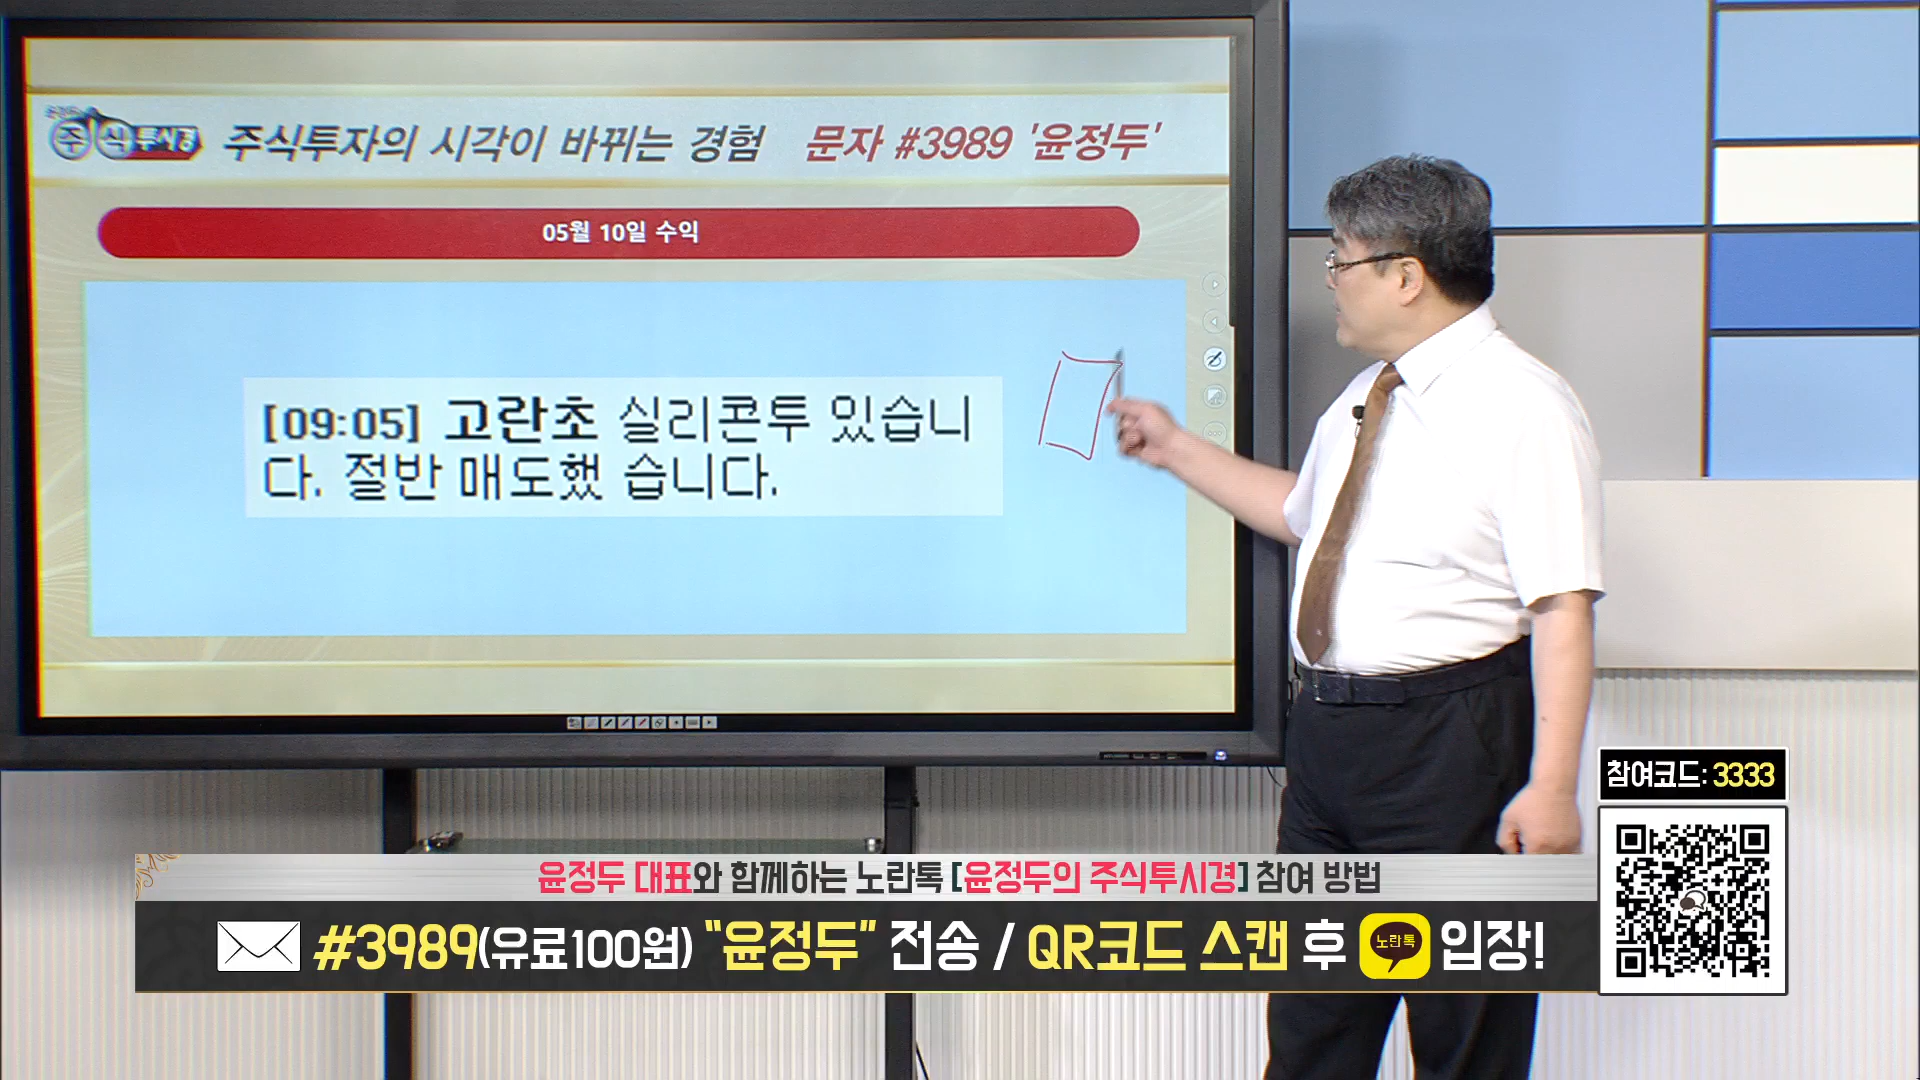 주식투시경
주식투자의 시각이 바뀌는 경험 문자 #3989 '윤정두'
05월 10일 수익
[09:05] 고란초 실리콘투 있습니
다. 절반 매도했 습니다.
참여코드: 3333
윤정두 대표와 함께하는 노란톡 [윤정두의 주식투시경] 참여 방법
#3989(유료100원) "윤정두" 전송 / QR코드 스캔 후 노란톡 입장!